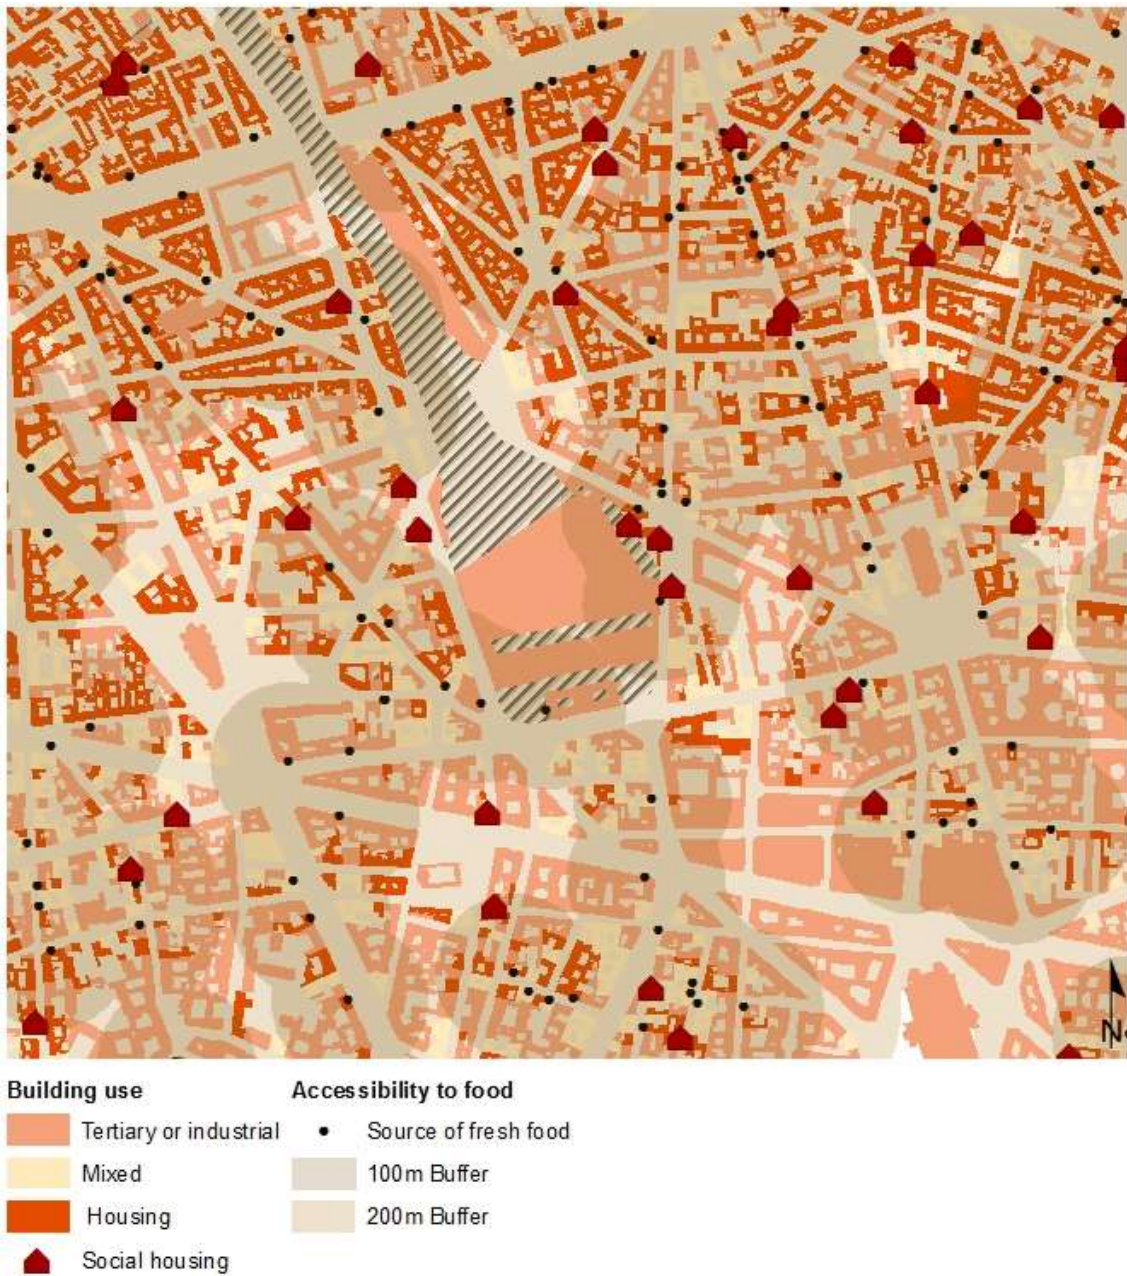 N
Building use
Accessibility to food
Tertiary or industrial
Source of fresh food
Mixed
100m Buffer
Housing
200m Buffer
Social housing